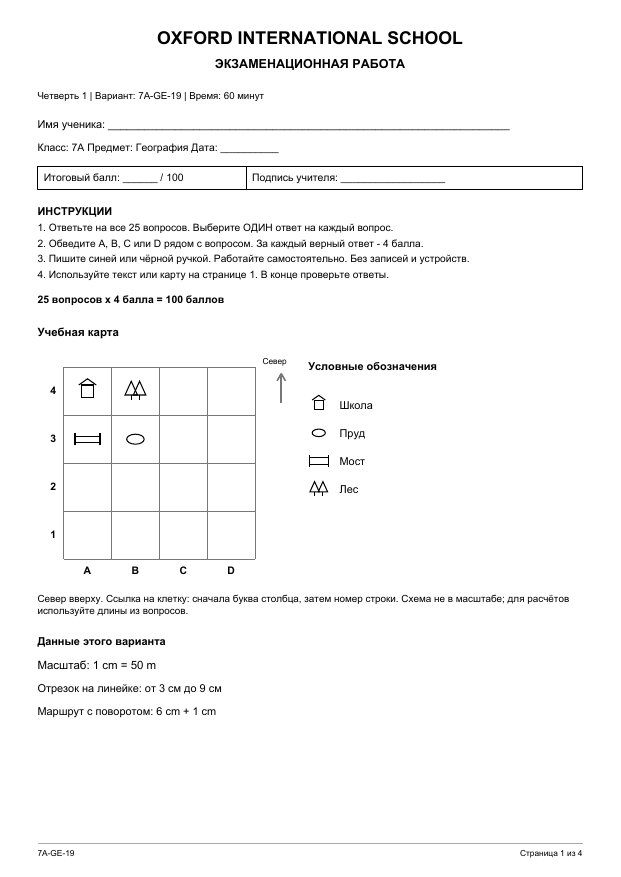 OXFORD INTERNATIONAL SCHOOL
ЭКЗАМЕНАЦИОННАЯ РАБОТА
Четверть 1 | Вариант: 7A-GE-19 | Время: 60 минут
Имя ученика: ______________________________________________________________
Класс: 7A Предмет: География Дата: __________
Итоговый балл: ______ / 100 Подпись учителя: __________________
ИНСТРУКЦИИ
1. Ответьте на все 25 вопросов. Выберите ОДИН ответ на каждый вопрос.
2. Обведите A, B, C или D рядом с вопросом. За каждый верный ответ - 4 балла.
3. Пишите синей или чёрной ручкой. Работайте самостоятельно. Без записей и устройств.
4. Используйте текст или карту на странице 1. В конце проверьте ответы.
25 вопросов x 4 балла = 100 баллов
Учебная карта
Север
4
3
2
1
A B C D
Условные обозначения
Школа
Пруд
Мост
Лес
Север вверху. Ссылка на клетку: сначала буква столбца, затем номер строки. Схема не в масштабе; для расчётов
используйте длины из вопросов.
Данные этого варианта
Масштаб: 1 cm = 50 m
Отрезок на линейке: от 3 см до 9 см
Маршрут с поворотом: 6 cm + 1 cm
7A-GE-19 Страница 1 из 4